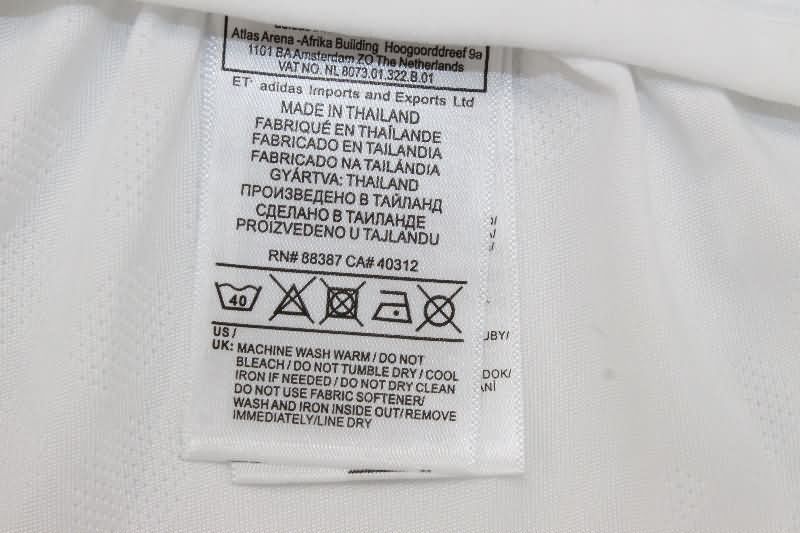 Atlas Arena -Afrika Building Hoogoorddreef 9a
1101 BA Amsterdam ZO The Netherlands
VAT NO. NL 8073.01.322.B.01
ET: adidas Imports and Exports Ltd
MADE IN THAILAND
FABRIQUÉ EN THAÏLANDE
FABRICADO EN TAILANDIA
FABRICADO NA TAILÂNDIA
GYÁRTVA: THAILAND
ПРОИЗВЕДЕНО В ТАЙЛАНД
СДЕЛАНО В ТАИЛАНДЕ
PROIZVEDENO U TAJLANDU
RN# 88387 CA# 40312
40
US /
UK: MACHINE WASH WARM / DO NOT
BLEACH / DO NOT TUMBLE DRY / COOL
IRON IF NEEDED / DO NOT DRY CLEAN
DO NOT USE FABRIC SOFTENER/
WASH AND IRON INSIDE OUT/ REMOVE
IMMEDIATELY/LINE DRY
UBY/
DOK/